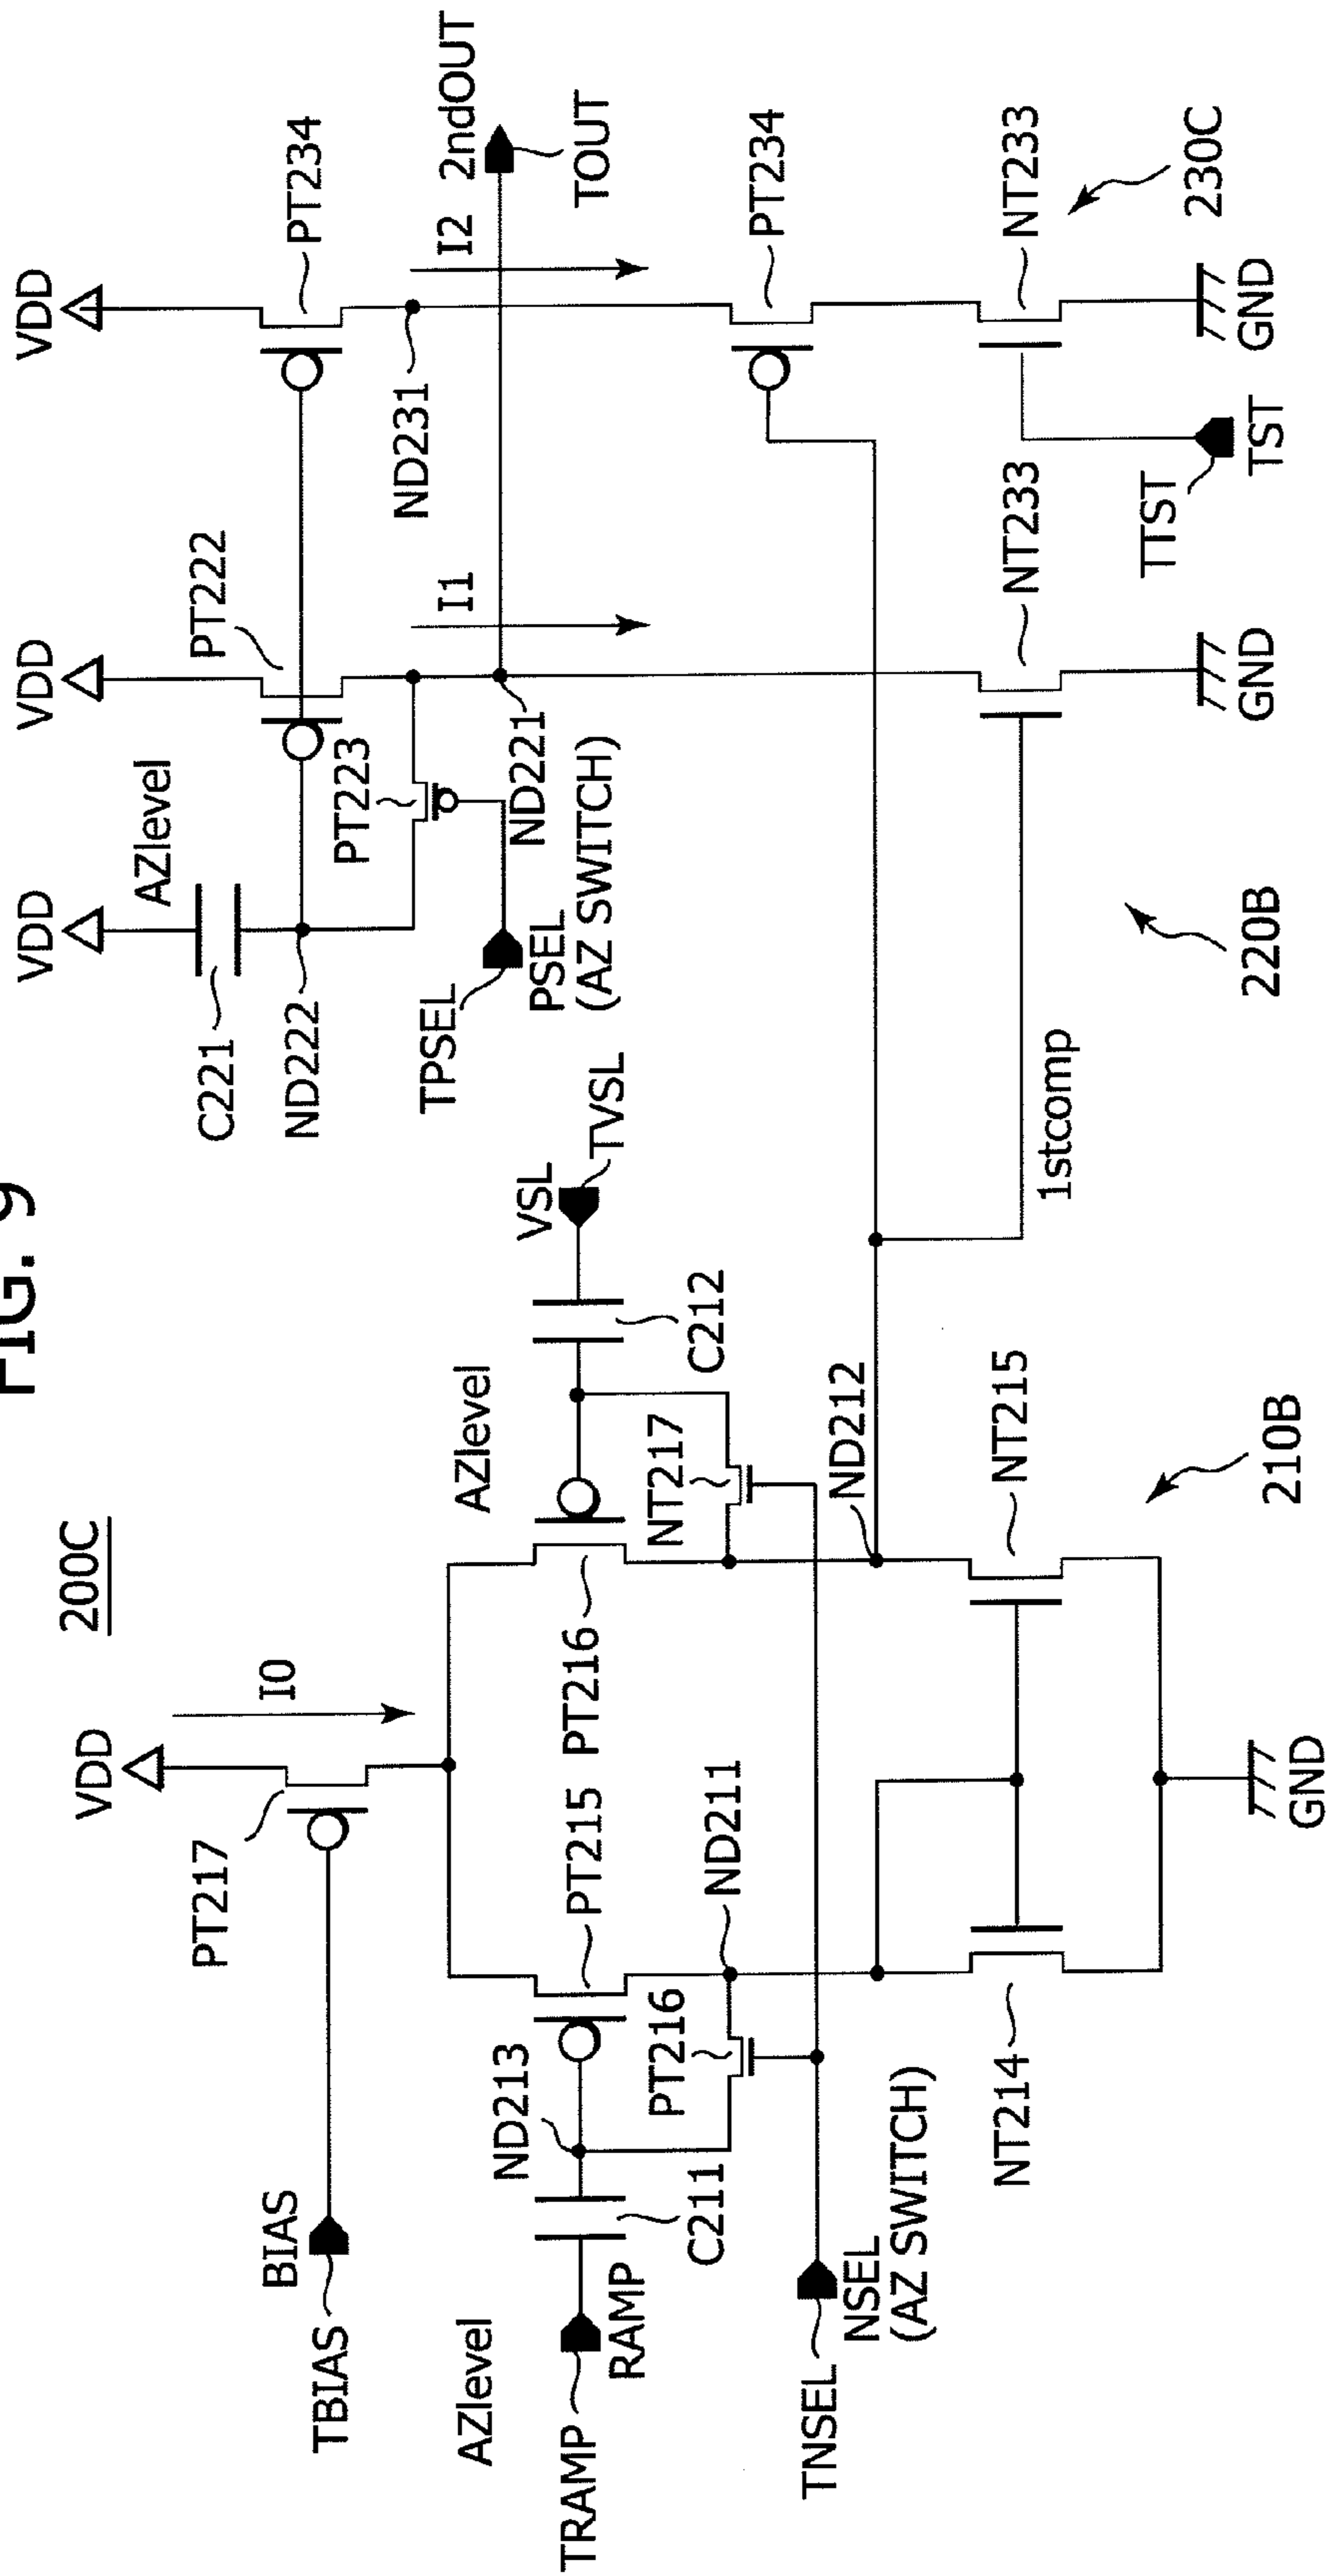 FIG. 9
200C
VDD
I0
PT217
BIAS
TBIAS
AZlevel
TRAMP
RAMP
C211
ND213
PT215
PT216
PT216
ND211
AZlevel
VSL
TVSL
C212
NT217
ND212
TNSEL
NSEL
(AZ SWITCH)
NT214
NT215
GND
210B
1stcomp
VDD
AZlevel
C221
ND222
TPSEL
PSEL
(AZ SWITCH)
PT223
VDD
PT222
I1
ND221
NT233
GND
220B
VDD
PT234
ND231
I2
2ndOUT
TOUT
PT234
NT233
TTST
TST
GND
230C